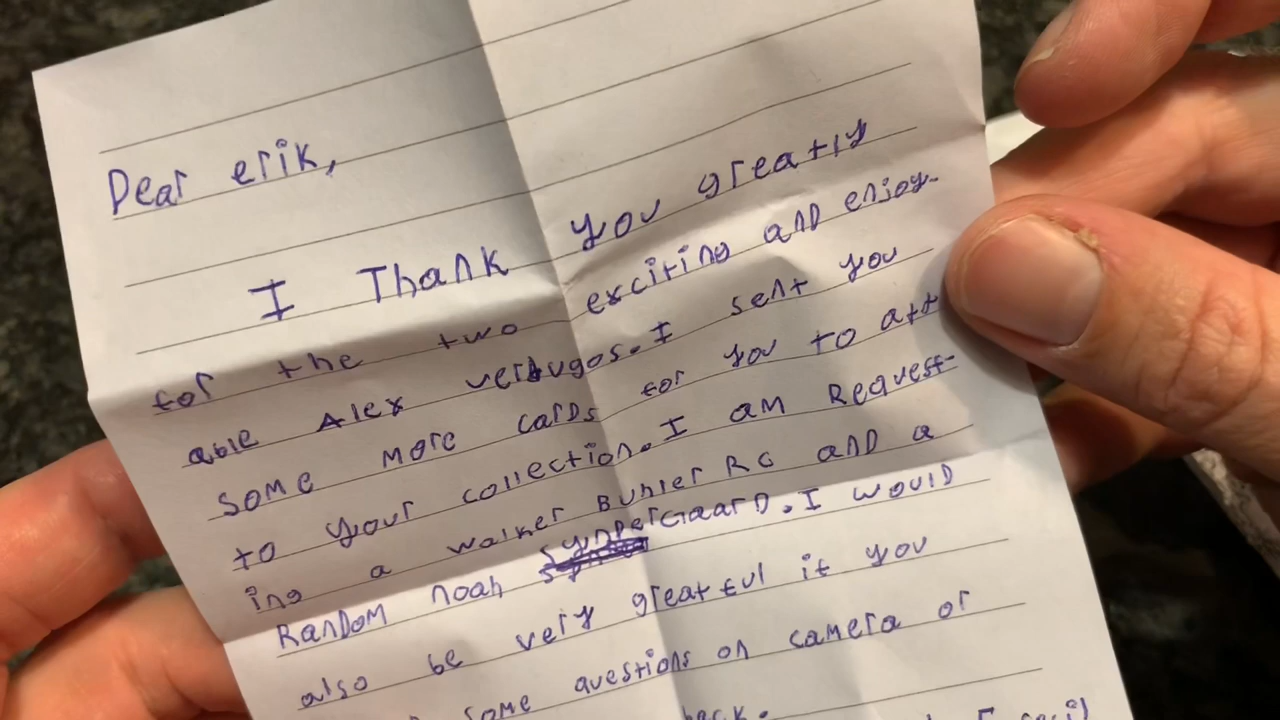 Dear erik,
I Thank you greatly
for the two exciting and enjoy-
able Alex verdugos. I sent you
some more cards for you to att
to your collection. I am Request-
ing a walker Buhler RC and a
Random noah SynderGaard. I would
also be very greatful if you
some questions on camera or
back.